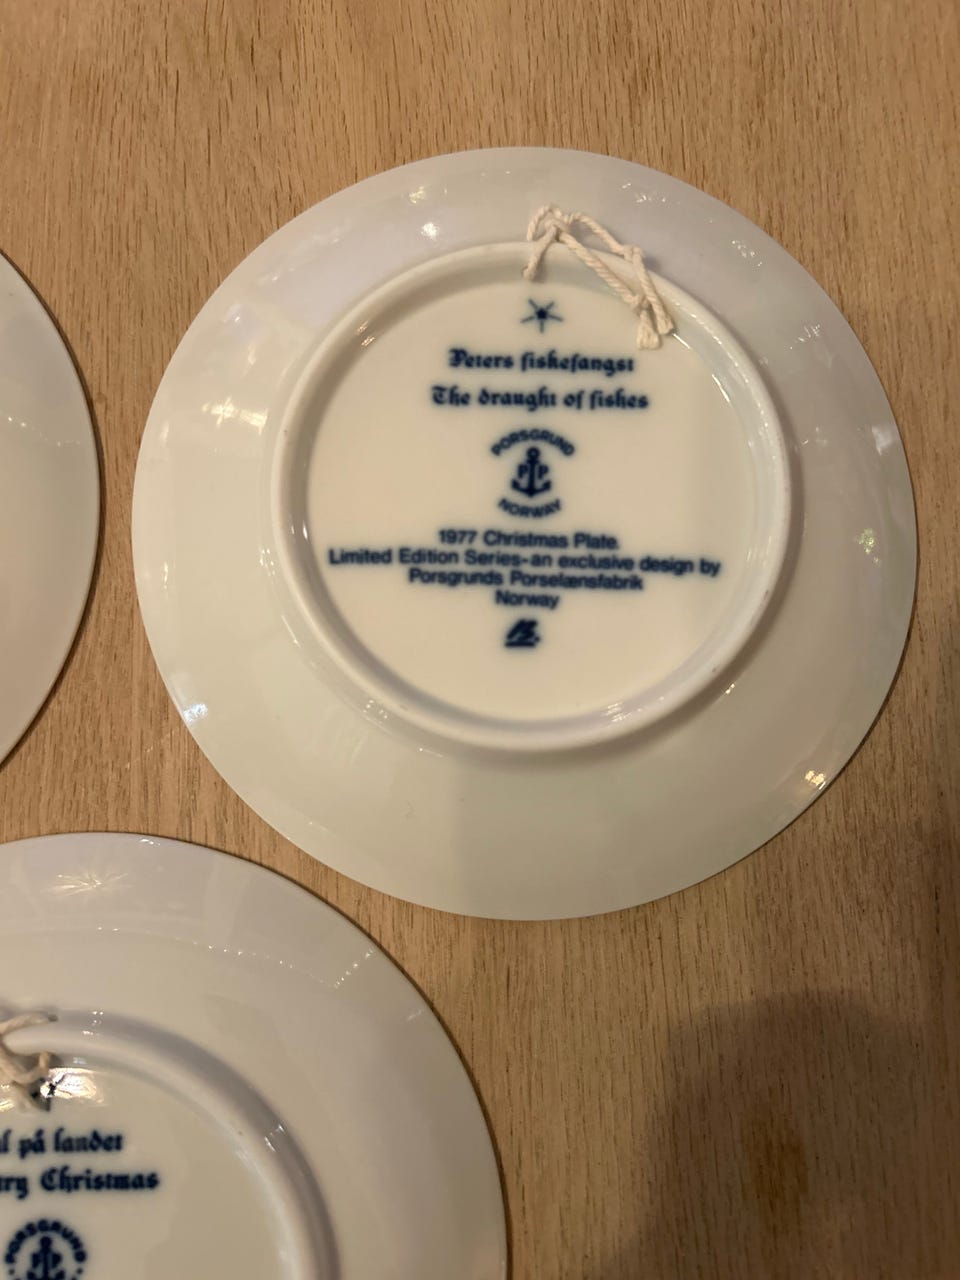 Peters fiskefangst
The draught of fishes
PORSGRUND
P P
NORWAY
1977 Christmas Plate.
Limited Edition Series-an exclusive design by
Porsgrunds Porselænsfabrik
Norway
l på landet
ry Christmas
PORSGRUND
P P